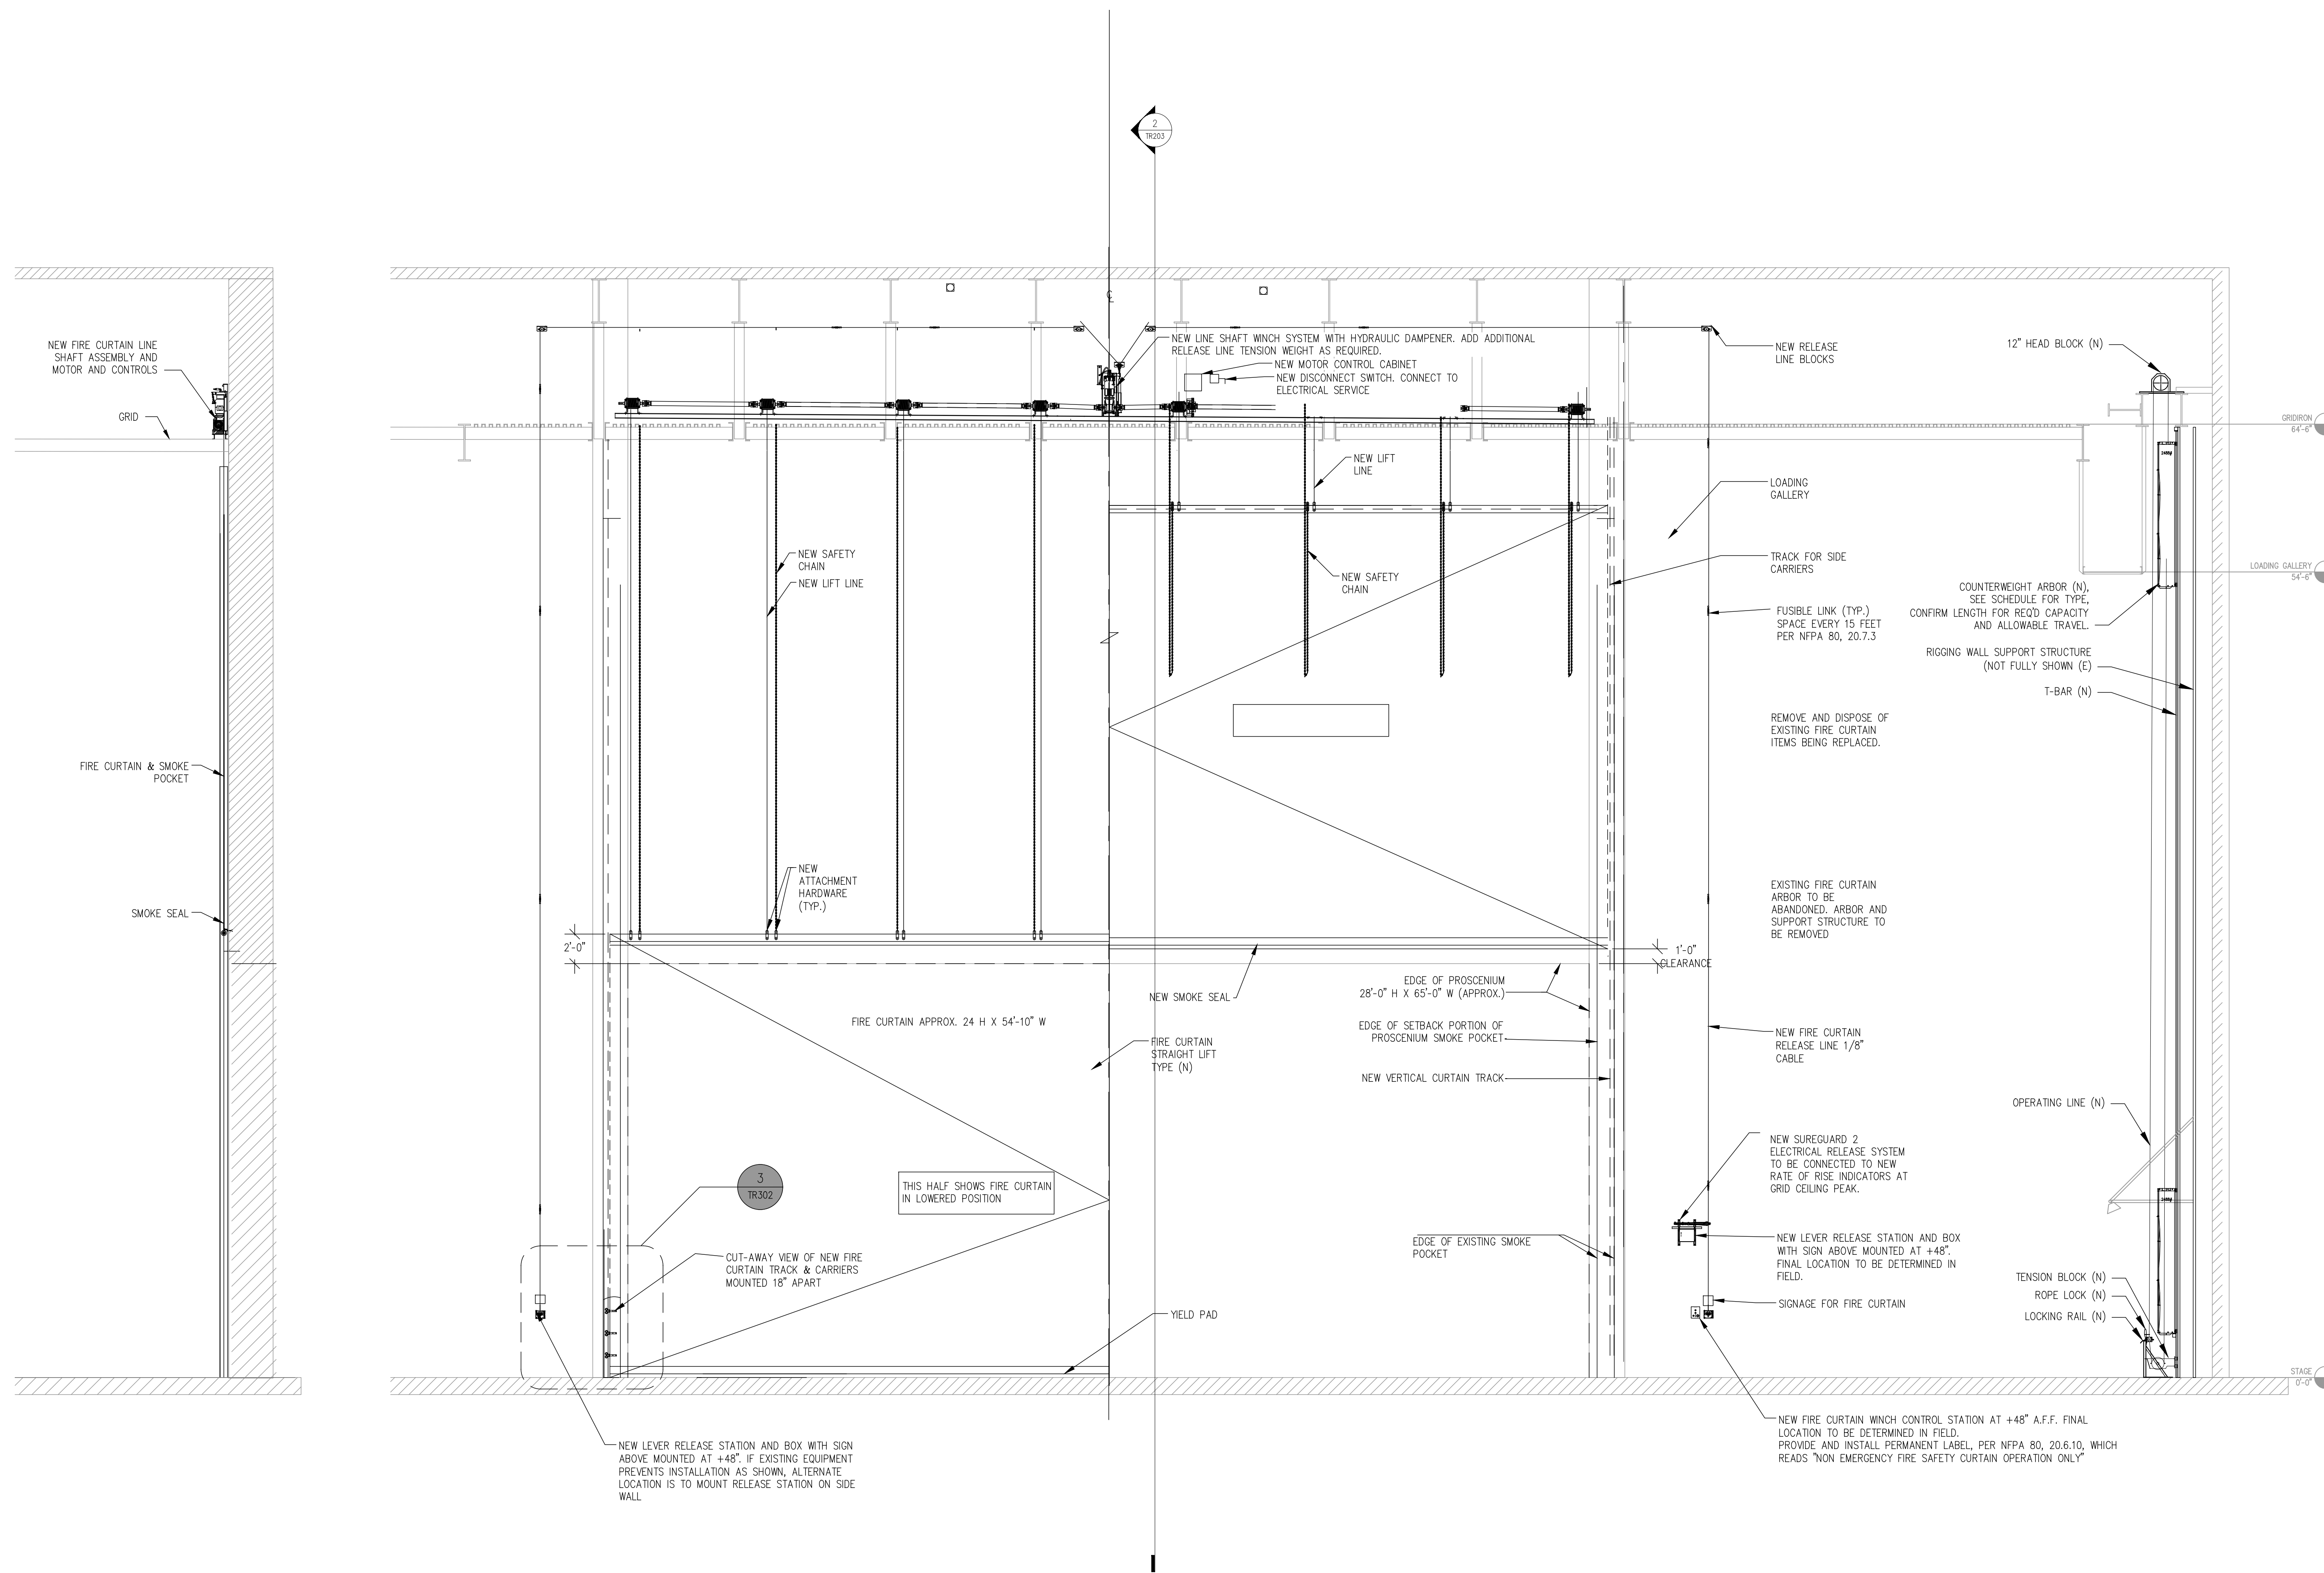 2
TR203
NEW FIRE CURTAIN LINE
SHAFT ASSEMBLY AND
MOTOR AND CONTROLS
GRID
FIRE CURTAIN & SMOKE
POCKET
SMOKE SEAL
NEW LINE SHAFT WINCH SYSTEM WITH HYDRAULIC DAMPENER. ADD ADDITIONAL
RELEASE LINE TENSION WEIGHT AS REQUIRED.
NEW MOTOR CONTROL CABINET
NEW DISCONNECT SWITCH. CONNECT TO
ELECTRICAL SERVICE
NEW RELEASE
LINE BLOCKS
12" HEAD BLOCK (N)
GRIDIRON
64'-6"
NEW LIFT
LINE
LOADING
GALLERY
NEW SAFETY
CHAIN
NEW LIFT LINE
NEW SAFETY
CHAIN
TRACK FOR SIDE
CARRIERS
LOADING GALLERY
54'-6"
FUSIBLE LINK (TYP.)
SPACE EVERY 15 FEET
PER NFPA 80, 20.7.3
COUNTERWEIGHT ARBOR (N),
SEE SCHEDULE FOR TYPE,
CONFIRM LENGTH FOR REQ'D CAPACITY
AND ALLOWABLE TRAVEL.
RIGGING WALL SUPPORT STRUCTURE
(NOT FULLY SHOWN (E)
T-BAR (N)
REMOVE AND DISPOSE OF
EXISTING FIRE CURTAIN
ITEMS BEING REPLACED.
NEW
ATTACHMENT
HARDWARE
(TYP.)
EXISTING FIRE CURTAIN
ARBOR TO BE
ABANDONED. ARBOR AND
SUPPORT STRUCTURE TO
BE REMOVED
2'-0"
1'-0"
CLEARANCE
NEW SMOKE SEAL
EDGE OF PROSCENIUM
28'-0" H X 65'-0" W (APPROX.)
FIRE CURTAIN APPROX. 24 H X 54'-10" W
EDGE OF SETBACK PORTION OF
PROSCENIUM SMOKE POCKET
FIRE CURTAIN
STRAIGHT LIFT
TYPE (N)
NEW VERTICAL CURTAIN TRACK
NEW FIRE CURTAIN
RELEASE LINE 1/8"
CABLE
OPERATING LINE (N)
NEW SUREGUARD 2
ELECTRICAL RELEASE SYSTEM
TO BE CONNECTED TO NEW
RATE OF RISE INDICATORS AT
GRID CEILING PEAK.
3
TR302
THIS HALF SHOWS FIRE CURTAIN
IN LOWERED POSITION
CUT-AWAY VIEW OF NEW FIRE
CURTAIN TRACK & CARRIERS
MOUNTED 18" APART
EDGE OF EXISTING SMOKE
POCKET
NEW LEVER RELEASE STATION AND BOX
WITH SIGN ABOVE MOUNTED AT +48".
FINAL LOCATION TO BE DETERMINED IN
FIELD.
SIGNAGE FOR FIRE CURTAIN
TENSION BLOCK (N)
ROPE LOCK (N)
LOCKING RAIL (N)
YIELD PAD
STAGE
0'-0"
NEW LEVER RELEASE STATION AND BOX WITH SIGN
ABOVE MOUNTED AT +48". IF EXISTING EQUIPMENT
PREVENTS INSTALLATION AS SHOWN, ALTERNATE
LOCATION IS TO MOUNT RELEASE STATION ON SIDE
WALL
NEW FIRE CURTAIN WINCH CONTROL STATION AT +48" A.F.F. FINAL
LOCATION TO BE DETERMINED IN FIELD.
PROVIDE AND INSTALL PERMANENT LABEL, PER NFPA 80, 20.6.10, WHICH
READS "NON EMERGENCY FIRE SAFETY CURTAIN OPERATION ONLY"